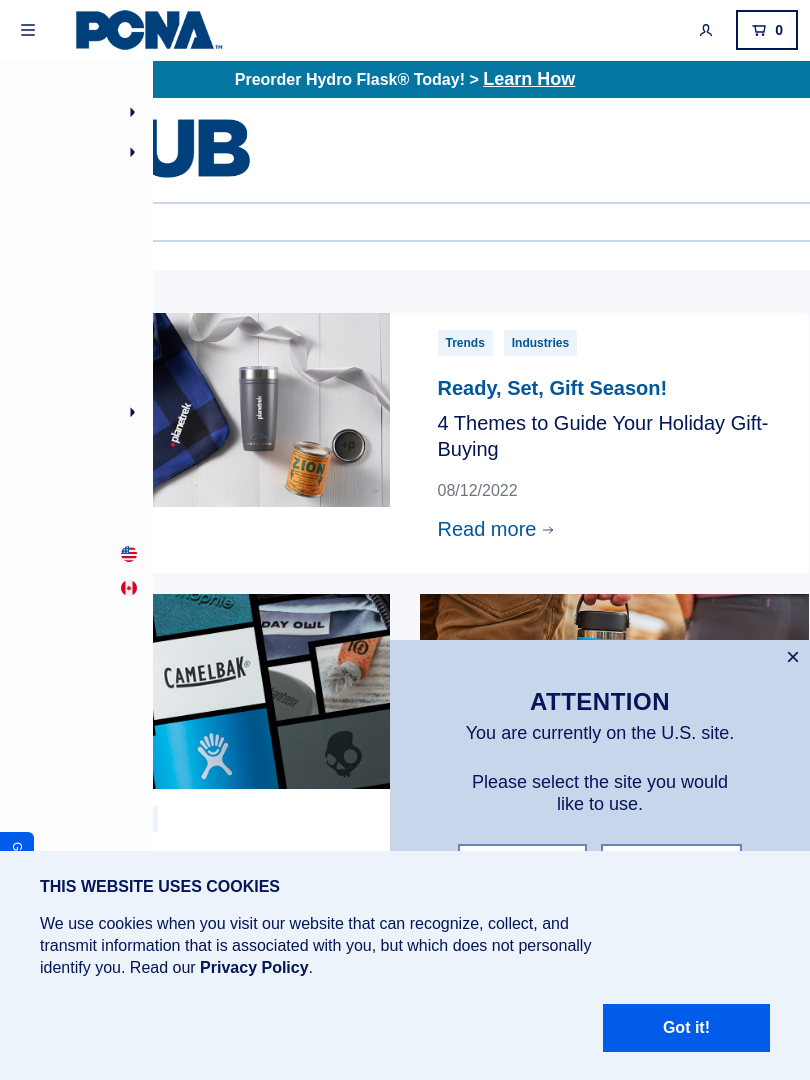 PCNA™
0
Preorder Hydro Flask® Today! > Learn How
UB
Trends
Industries
Ready, Set, Gift Season!
4 Themes to Guide Your Holiday Gift-
Buying
08/12/2022
Read more
planetrek
planetrek
ZION
mophie
DAY OWL
CAMELBAK®
ATTENTION
You are currently on the U.S. site.
Please select the site you would
like to use.
G
THIS WEBSITE USES COOKIES
We use cookies when you visit our website that can recognize, collect, and
transmit information that is associated with you, but which does not personally
identify you. Read our Privacy Policy.
Got it!